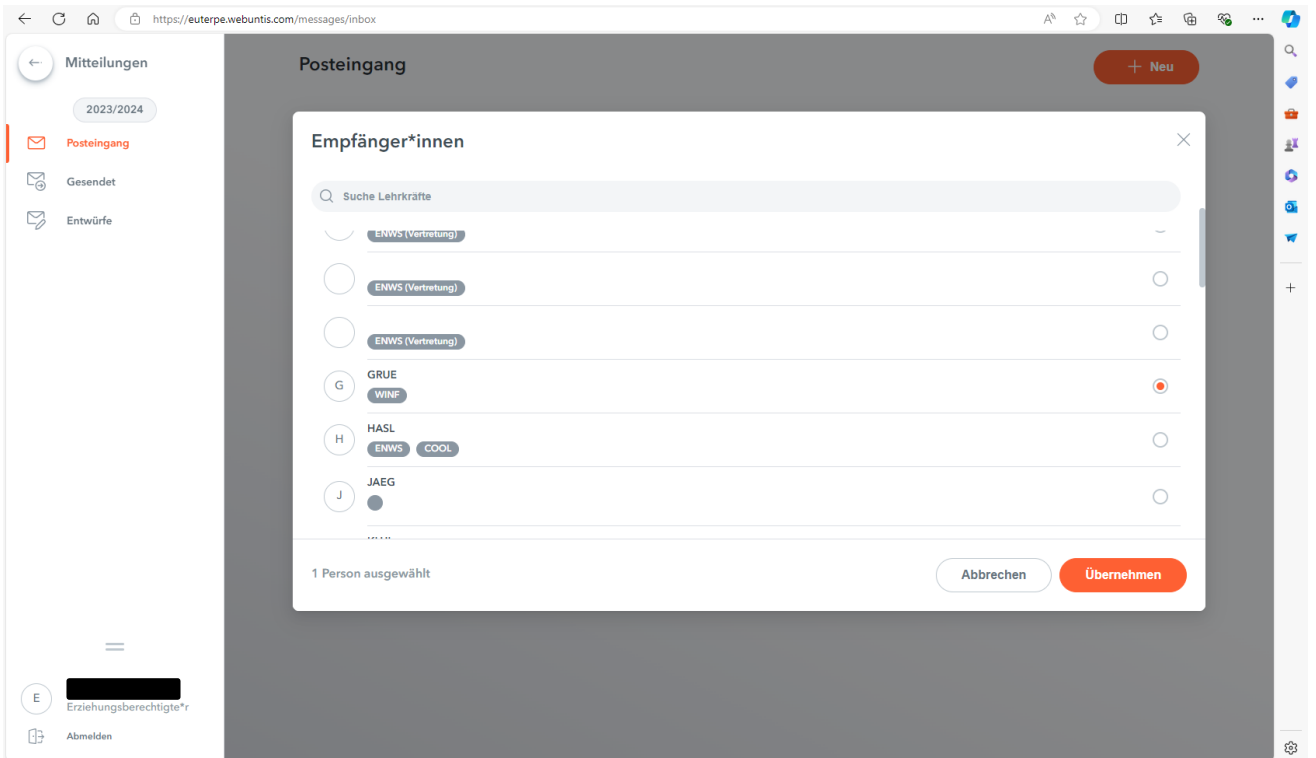 https://euterpe.webuntis.com/messages/inbox
Mitteilungen
2023/2024
Posteingang
Gesendet
Entwürfe
E
Erziehungsberechtigte*r
Abmelden
Posteingang
+ Neu
Empfänger*innen
Suche Lehrkräfte
ENWS (Vertretung)
ENWS (Vertretung)
ENWS (Vertretung)
G
GRUE
WINF
H
HASL
ENWS COOL
J
JAEG
1 Person ausgewählt
Abbrechen Übernehmen